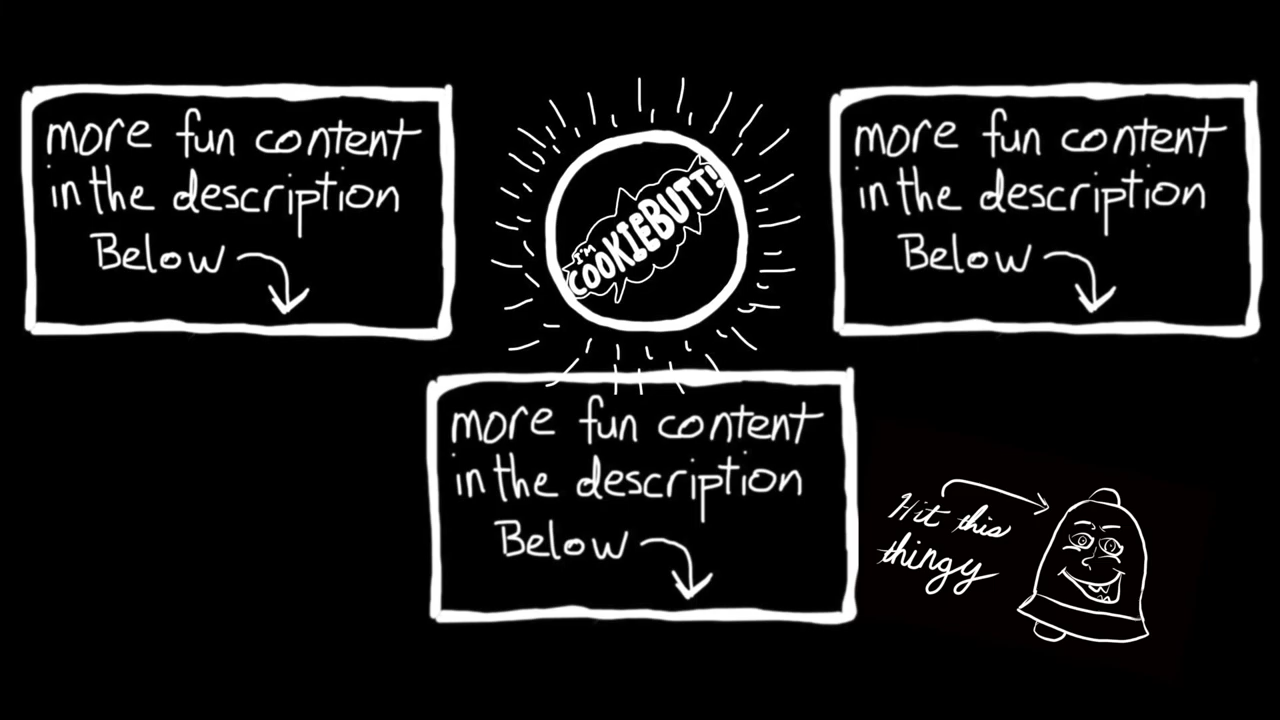 more fun content
in the description
Below
I'M
COOKIEBUTT!
more fun content
in the description
Below
more fun content
in the description
Below
Hit this
thingy